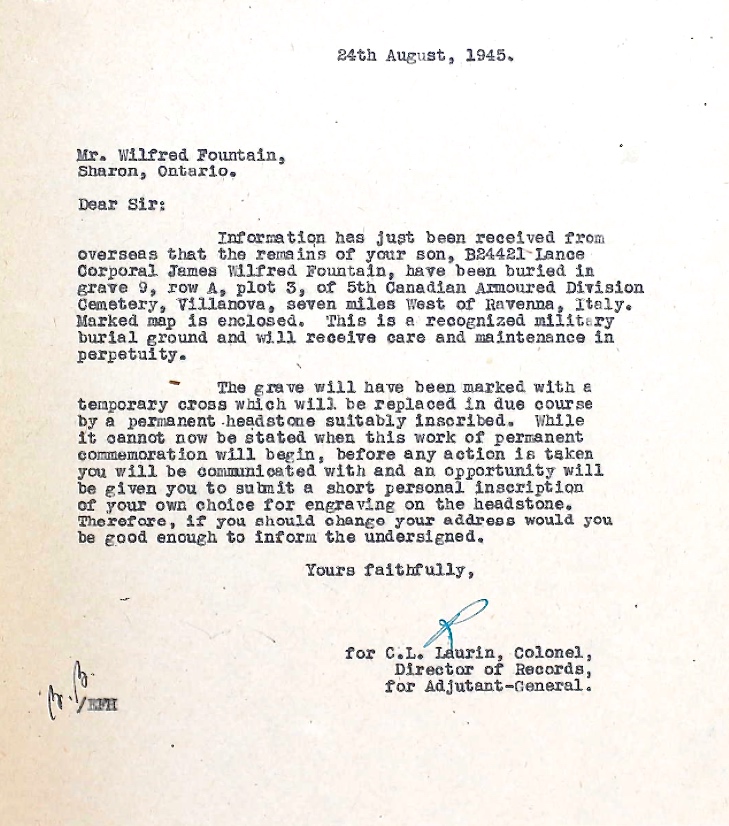 24th August, 1945.
Mr. Wilfred Fountain,
Sharon, Ontario.
Dear Sir:
Information has just been received from
overseas that the remains of your son, B24421 Lance
Corporal James Wilfred Fountain, have been buried in
grave 9, row A, plot 3, of 5th Canadian Armoured Division
Cemetery, Villanova, seven miles West of Ravenna, Italy.
Marked map is enclosed. This is a recognized military
burial ground and will receive care and maintenance in
perpetuity.
The grave will have been marked with a
temporary cross which will be replaced in due course
by a permanent headstone suitably inscribed. While
it cannot now be stated when this work of permanent
commemoration will begin, before any action is taken
you will be communicated with and an opportunity will
be given you to submit a short personal inscription
of your own choice for engraving on the headstone.
Therefore, if you should change your address would you
be good enough to inform the undersigned.
Yours faithfully,
for C.L. Laurin, Colonel,
Director of Records,
for Adjutant-General.